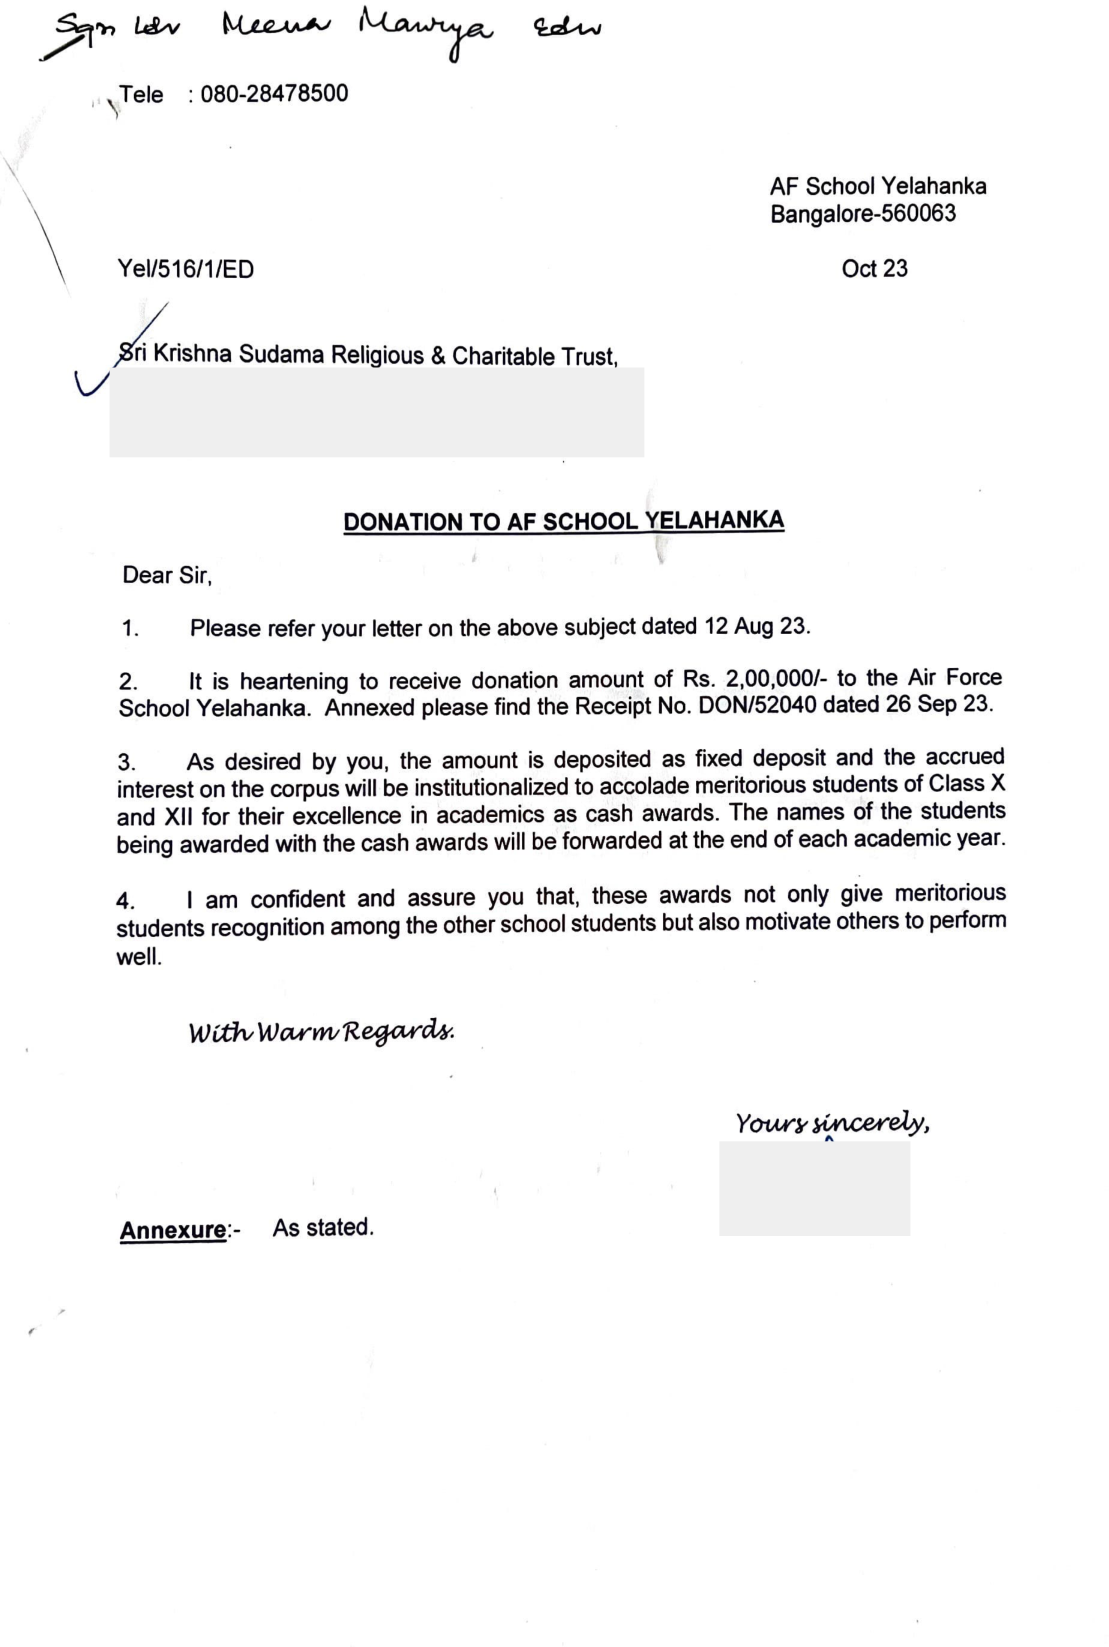 Sqn Ldr Meena Mawrya Edu
Tele : 080-28478500
AF School Yelahanka
Bangalore-560063
Yel/516/1/ED
Oct 23
Sri Krishna Sudama Religious & Charitable Trust,
DONATION TO AF SCHOOL YELAHANKA
Dear Sir,
1. Please refer your letter on the above subject dated 12 Aug 23.
2. It is heartening to receive donation amount of Rs. 2,00,000/- to the Air Force
School Yelahanka. Annexed please find the Receipt No. DON/52040 dated 26 Sep 23.
3. As desired by you, the amount is deposited as fixed deposit and the accrued
interest on the corpus will be institutionalized to accolade meritorious students of Class X
and XII for their excellence in academics as cash awards. The names of the students
being awarded with the cash awards will be forwarded at the end of each academic year.
4. I am confident and assure you that, these awards not only give meritorious
students recognition among the other school students but also motivate others to perform
well.
With Warm Regards.
Yours sincerely,
Annexure:- As stated.